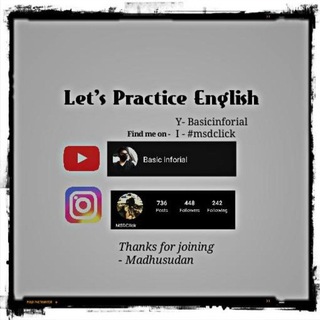 Let's Practice English
Y- Basicinforial
Find me on - I - #msdclick
Basic Inforial
736 448 242
Posts Followers Following
MSDClick
Thanks for joining
- Madhusudan